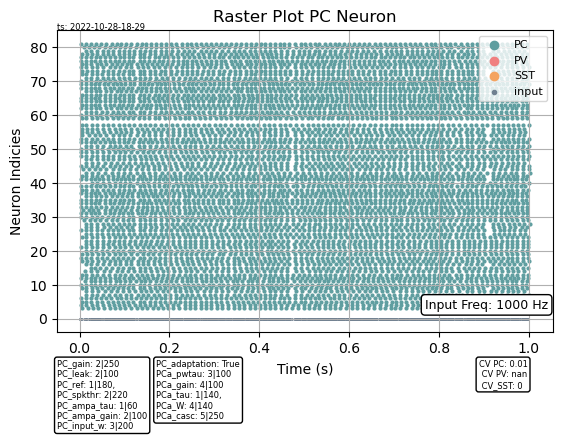 Raster Plot PC Neuron
ts: 2022-10-28-18-29
PC
PV
SST
input
80
70
60
50
40
30
20
10
0
Neuron Indicies
Input Freq: 1000 Hz
0.0 0.2 0.4 0.6 0.8 1.0
Time (s)
PC_gain: 2|250
PC_leak: 2|100
PC_ref: 1|180,
PC_spkthr: 2|220
PC_ampa_tau: 1|60
PC_ampa_gain: 2|100
PC_input_w: 3|200
PC_adaptation: True
PCa_pwtau: 3|100
PCa_gain: 4|100
PCa_tau: 1|140,
PCa_W: 4|140
PCa_casc: 5|250
CV PC: 0.01
CV PV: nan
CV_SST: 0